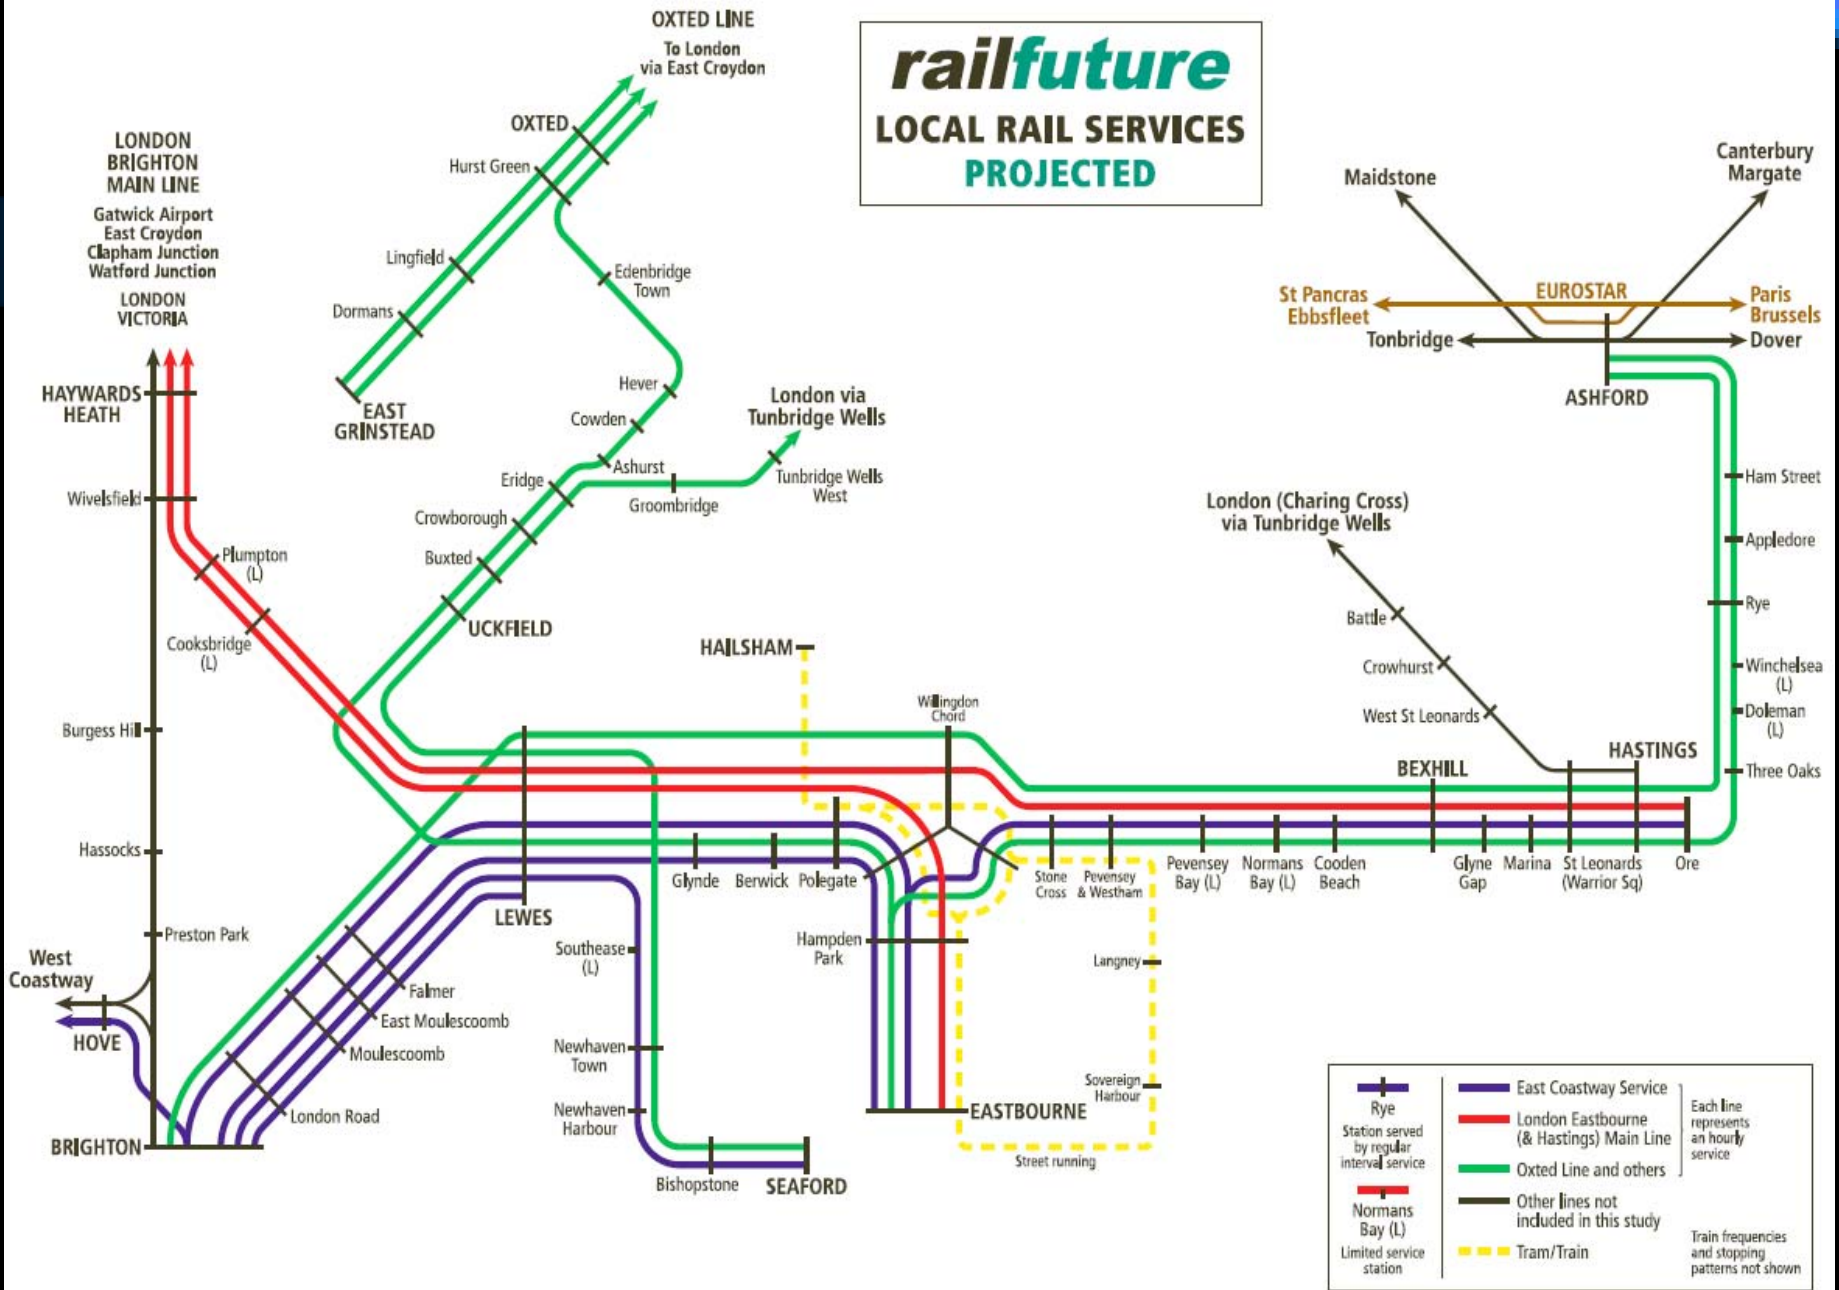 railfuture
LOCAL RAIL SERVICES
PROJECTED
OXTED LINE
To London
via East Croydon
OXTED
Hurst Green
Lingfield
Dormans
EAST
GRINSTEAD
Edenbridge
Town
Hever
Cowden
Ashurst
Eridge
Groombridge
Tunbridge Wells
West
London via
Tunbridge Wells
Crowborough
Buxted
UCKFIELD
LONDON
BRIGHTON
MAIN LINE
Gatwick Airport
East Croydon
Clapham Junction
Watford Junction
LONDON
VICTORIA
HAYWARDS
HEATH
Wivelsfield
Plumpton
(L)
Cooksbridge
(L)
Burgess Hill
Hassocks
Preston Park
West
Coastway
HOVE
BRIGHTON
London Road
Moulescoomb
East Moulescoomb
Falmer
LEWES
Southease
(L)
Newhaven
Town
Newhaven
Harbour
Bishopstone
SEAFORD
Glynde
Berwick
Polegate
HAILSHAM
Willingdon
Chord
Hampden
Park
EASTBOURNE
Street running
Sovereign
Harbour
Langney
Stone
Cross
Pevensey
& Westham
Pevensey
Bay (L)
Normans
Bay (L)
Cooden
Beach
BEXHILL
Glyne
Gap
Marina
St Leonards
(Warrior Sq)
HASTINGS
Ore
London (Charing Cross)
via Tunbridge Wells
Battle
Crowhurst
West St Leonards
Three Oaks
Doleman
(L)
Winchelsea
(L)
Rye
Appledore
Ham Street
ASHFORD
Maidstone
Canterbury
Margate
St Pancras
Ebbsfleet
EUROSTAR
Paris
Brussels
Tonbridge
Dover
Rye
Station served
by regular
interval service
Normans
Bay (L)
Limited service
station
East Coastway Service
London Eastbourne
(& Hastings) Main Line
Oxted Line and others
Each line
represents
an hourly
service
Other lines not
included in this study
Tram/Train
Train frequencies
and stopping
patterns not shown